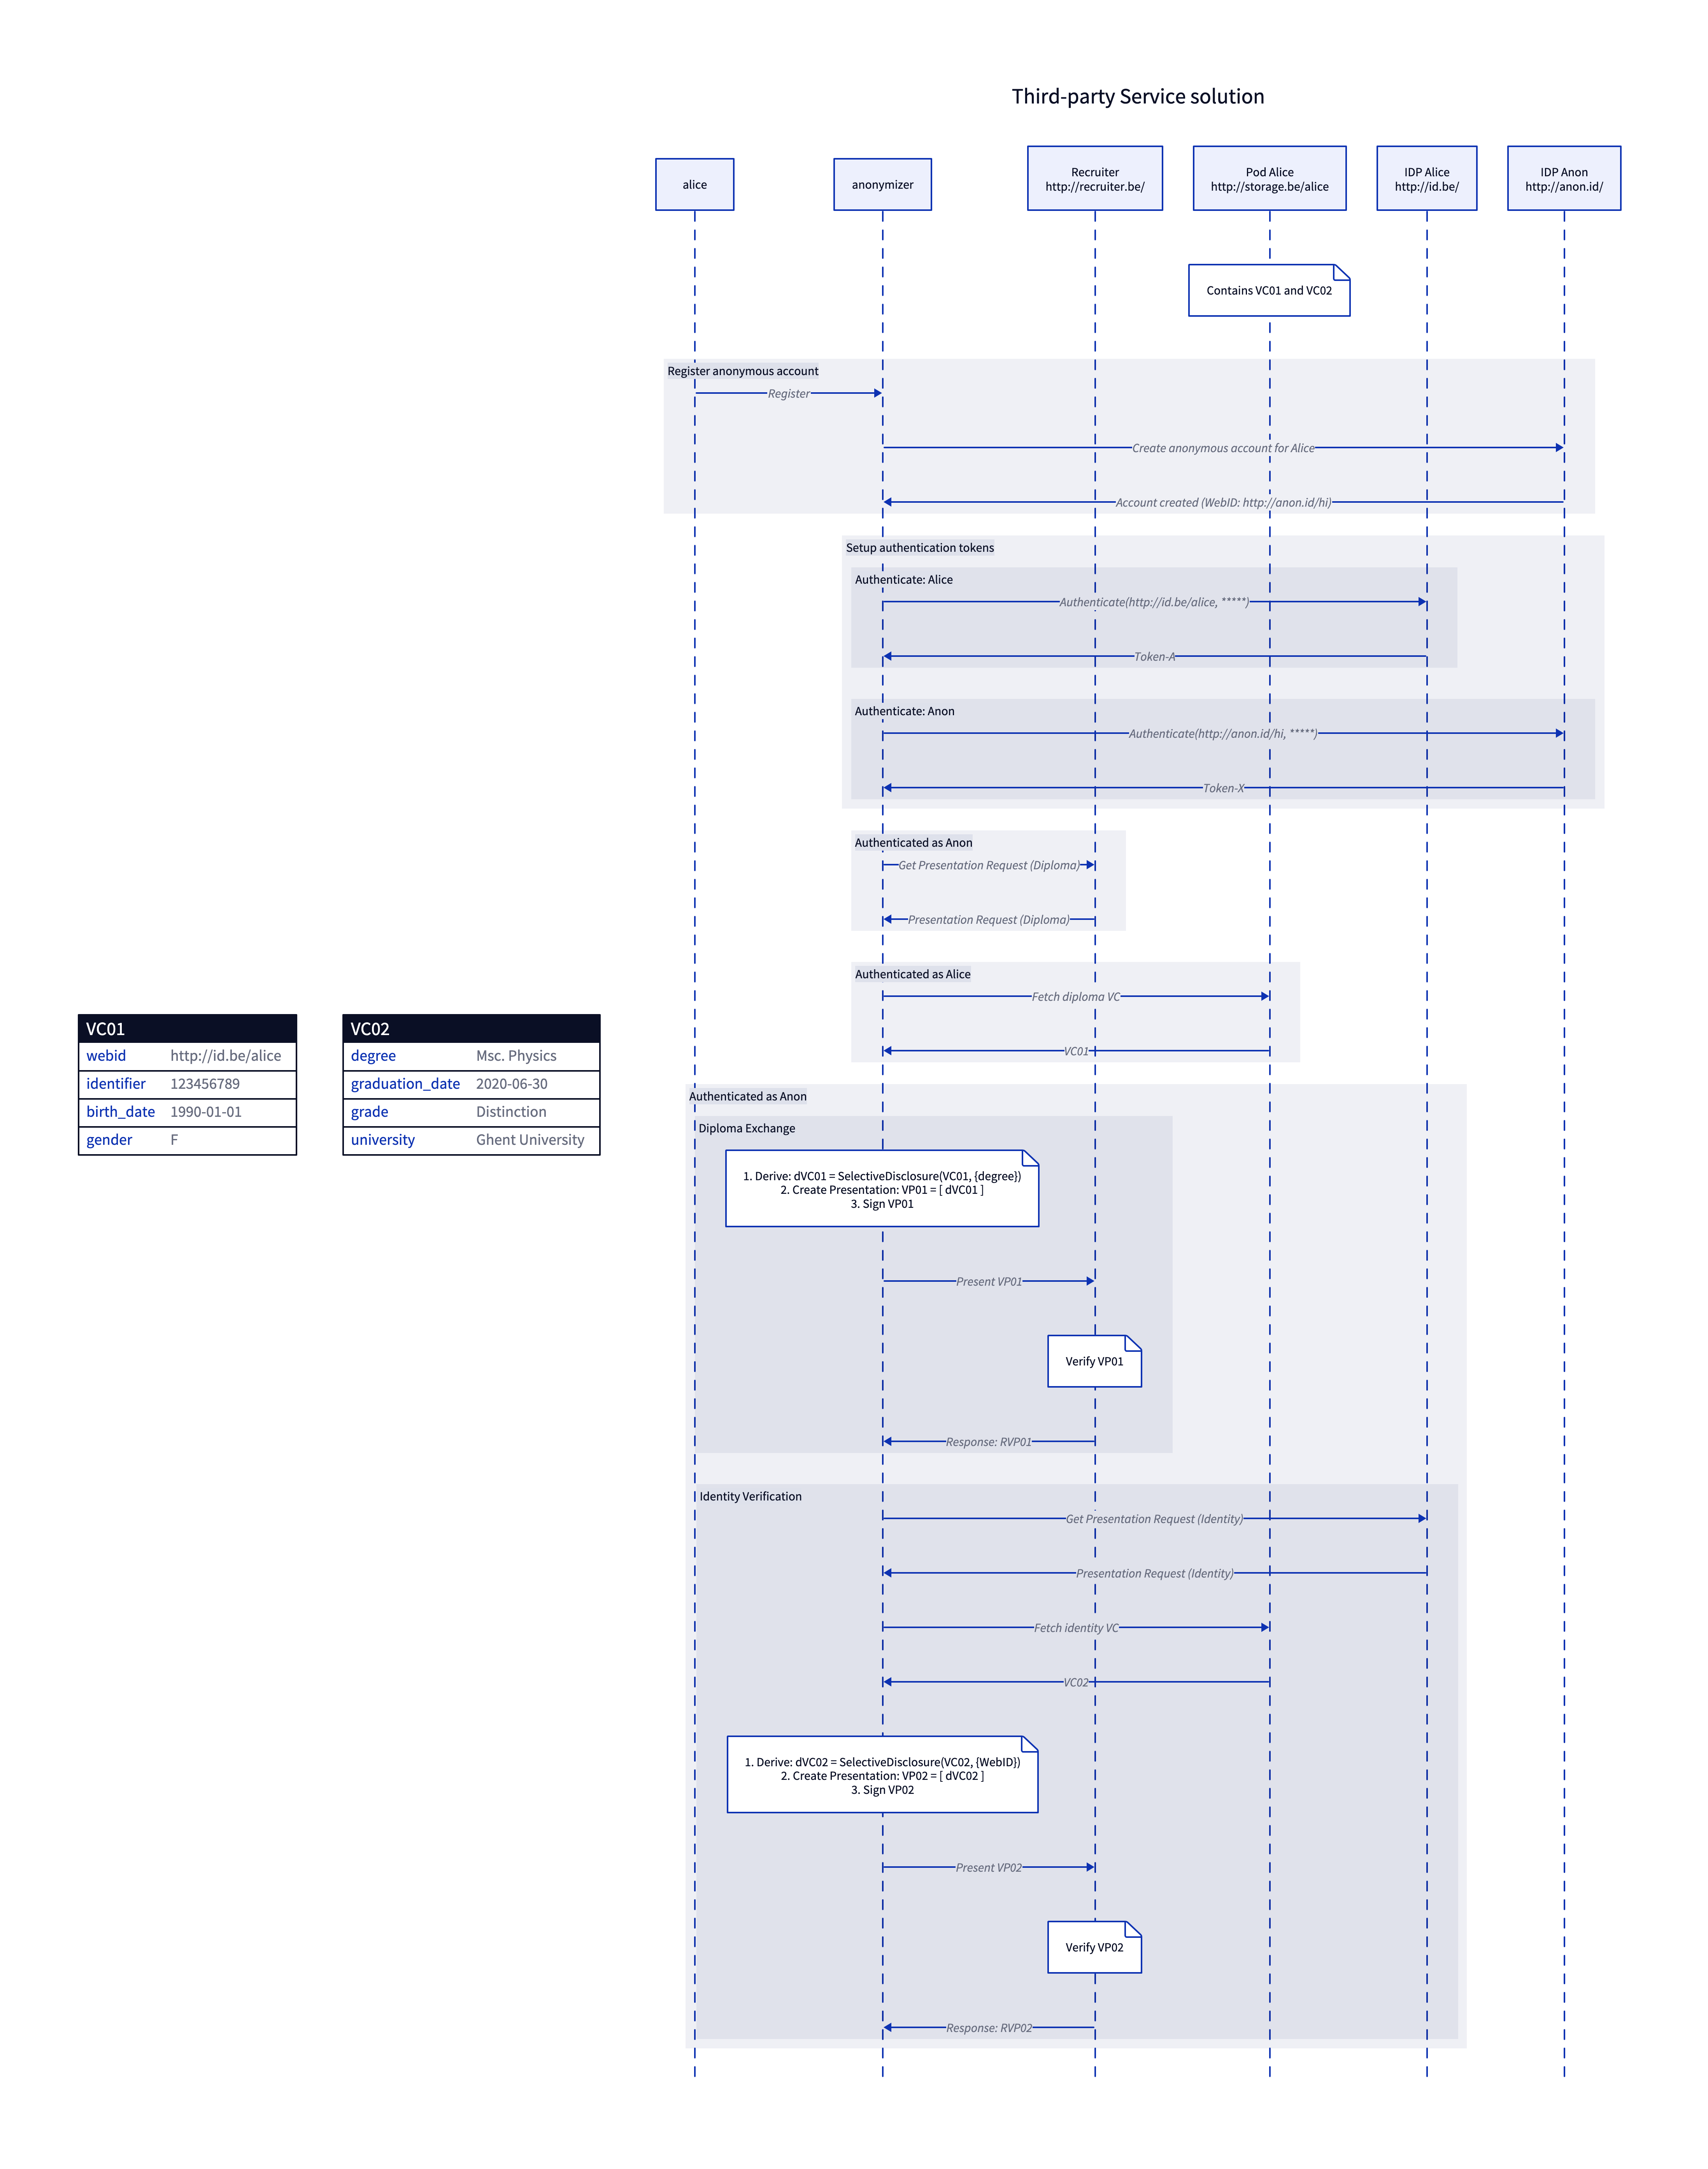 Third-party Service solution
alice
anonymizer
Recruiter
http://recruiter.be/
Pod Alice
http://storage.be/alice
IDP Alice
http://id.be/
IDP Anon
http://anon.id/
Contains VC01 and VC02
Register anonymous account
Register
Create anonymous account for Alice
Account created (WebID: http://anon.id/hi)
Setup authentication tokens
Authenticate: Alice
Authenticate(http://id.be/alice, *****)
Token-A
Authenticate: Anon
Authenticate(http://anon.id/hi, *****)
Token-X
Authenticated as Anon
Get Presentation Request (Diploma)
Presentation Request (Diploma)
Authenticated as Alice
Fetch diploma VC
VC01
VC01
webid http://id.be/alice
identifier 123456789
birth_date 1990-01-01
gender F
VC02
degree Msc. Physics
graduation_date 2020-06-30
grade Distinction
university Ghent University
Authenticated as Anon
Diploma Exchange
1. Derive: dVC01 = SelectiveDisclosure(VC01, {degree})
2. Create Presentation: VP01 = [ dVC01 ]
3. Sign VP01
Present VP01
Verify VP01
Response: RVP01
Identity Verification
Get Presentation Request (Identity)
Presentation Request (Identity)
Fetch identity VC
VC02
1. Derive: dVC02 = SelectiveDisclosure(VC02, {WebID})
2. Create Presentation: VP02 = [ dVC02 ]
3. Sign VP02
Present VP02
Verify VP02
Response: RVP02